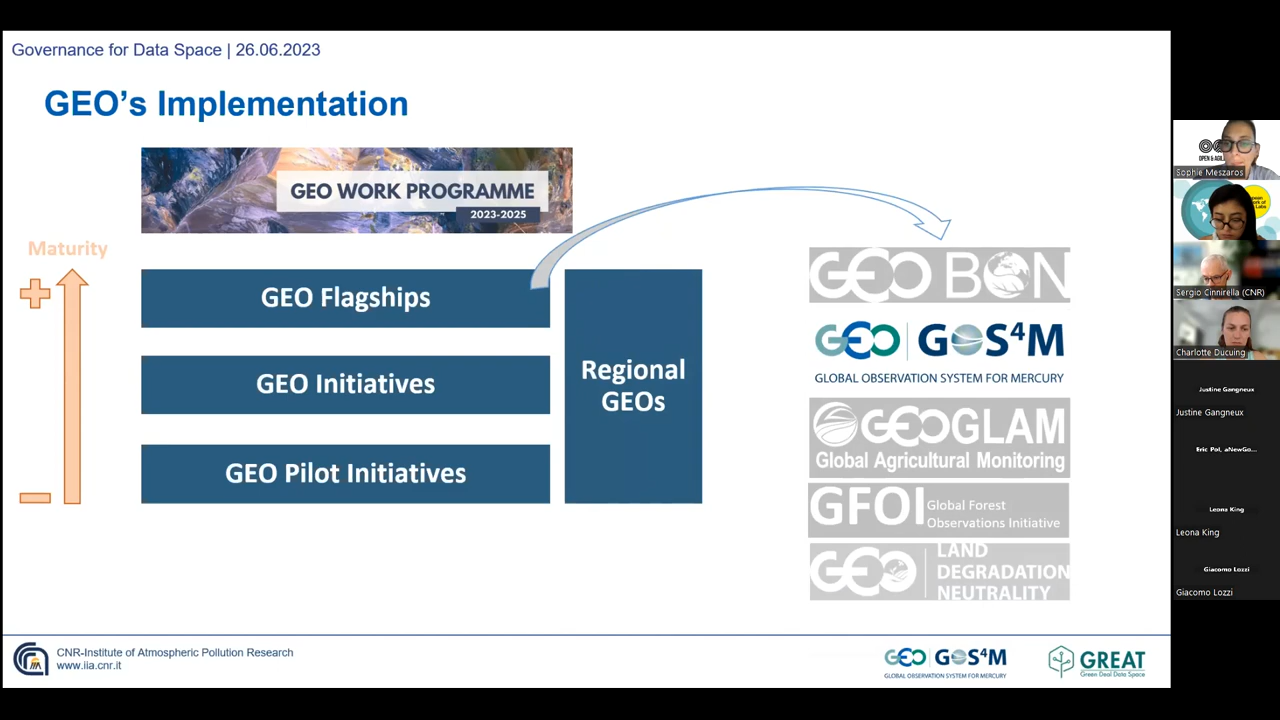 Governance for Data Space | 26.06.2023
GEO's Implementation
GEO WORK PROGRAMME
2023-2025
Maturity
GEO Flagships
GEO Initiatives
GEO Pilot Initiatives
Regional
GEOs
GEO BON
GEO | GOS4M
GLOBAL OBSERVATION SYSTEM FOR MERCURY
GEOGLAM
Global Agricultural Monitoring
GFOI Global Forest
Observations Initiative
GEO
LAND
DEGRADATION
NEUTRALITY
CNR-Institute of Atmospheric Pollution Research
www.iia.cnr.it
GEO | GOS4M
GLOBAL OBSERVATION SYSTEM FOR MERCURY
GREAT
Green Deal Data Space
Sophie Meszaros
Sergio Cinnirella (CNR)
Charlotte Ducuing
Justine Gangneux
Justine Gangneux
Eric Pol, aNewGo...
Leona King
Leona King
Giacomo Lozzi
Giacomo Lozzi